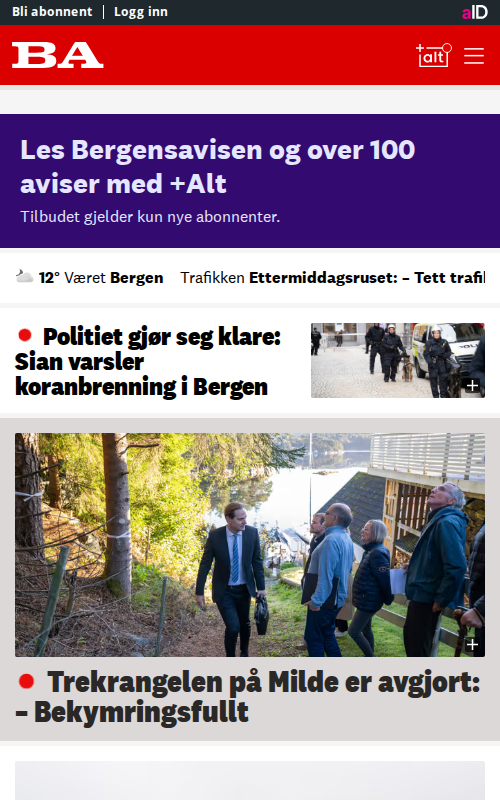 Bli abonnent | Logg inn
aID
BA
+alt
Les Bergensavisen og over 100
aviser med +Alt
Tilbudet gjelder kun nye abonnenter.
12° Været Bergen Trafikken Ettermiddagsruset: – Tett trafi
Politiet gjør seg klare:
Sian varsler
koranbrenning i Bergen
Trekrangelen på Milde er avgjort:
– Bekymringsfullt